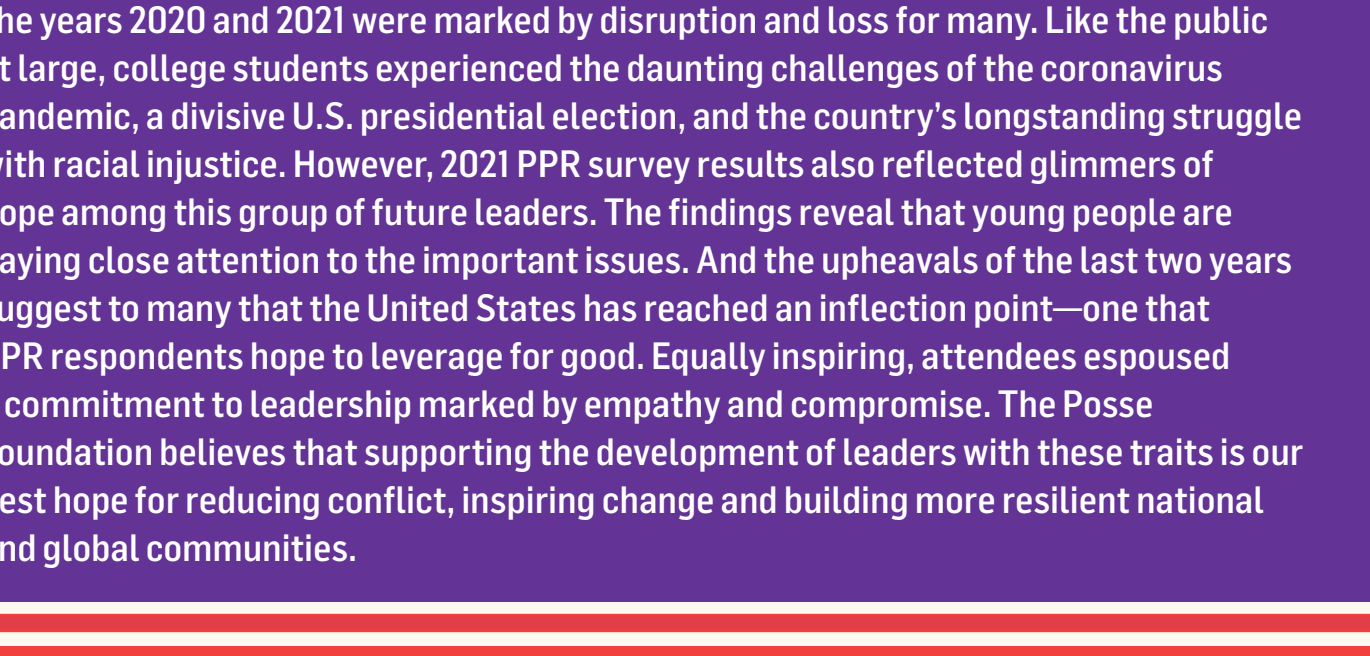 he years 2020 and 2021 were marked by disruption and loss for many. Like the public
t large, college students experienced the daunting challenges of the coronavirus
andemic, a divisive U.S. presidential election, and the country’s longstanding struggle
ith racial injustice. However, 2021 PPR survey results also reflected glimmers of
ope among this group of future leaders. The findings reveal that young people are
aying close attention to the important issues. And the upheavals of the last two years
uggest to many that the United States has reached an inflection point—one that
PR respondents hope to leverage for good. Equally inspiring, attendees espoused
commitment to leadership marked by empathy and compromise. The Posse
oundation believes that supporting the development of leaders with these traits is our
est hope for reducing conflict, inspiring change and building more resilient national
nd global communities.